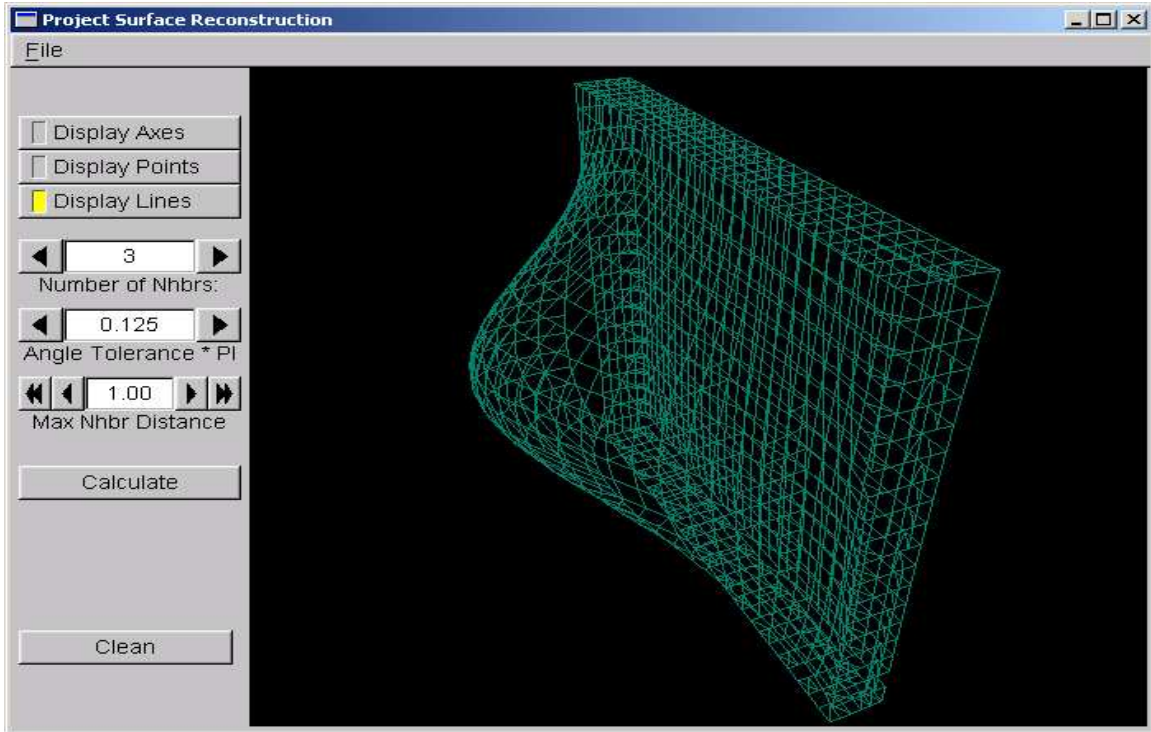 Project Surface Reconstruction
File
Display Axes
Display Points
Display Lines
3
Number of Nhbrs:
0.125
Angle Tolerance * PI
1.00
Max Nhbr Distance
Calculate
Clean